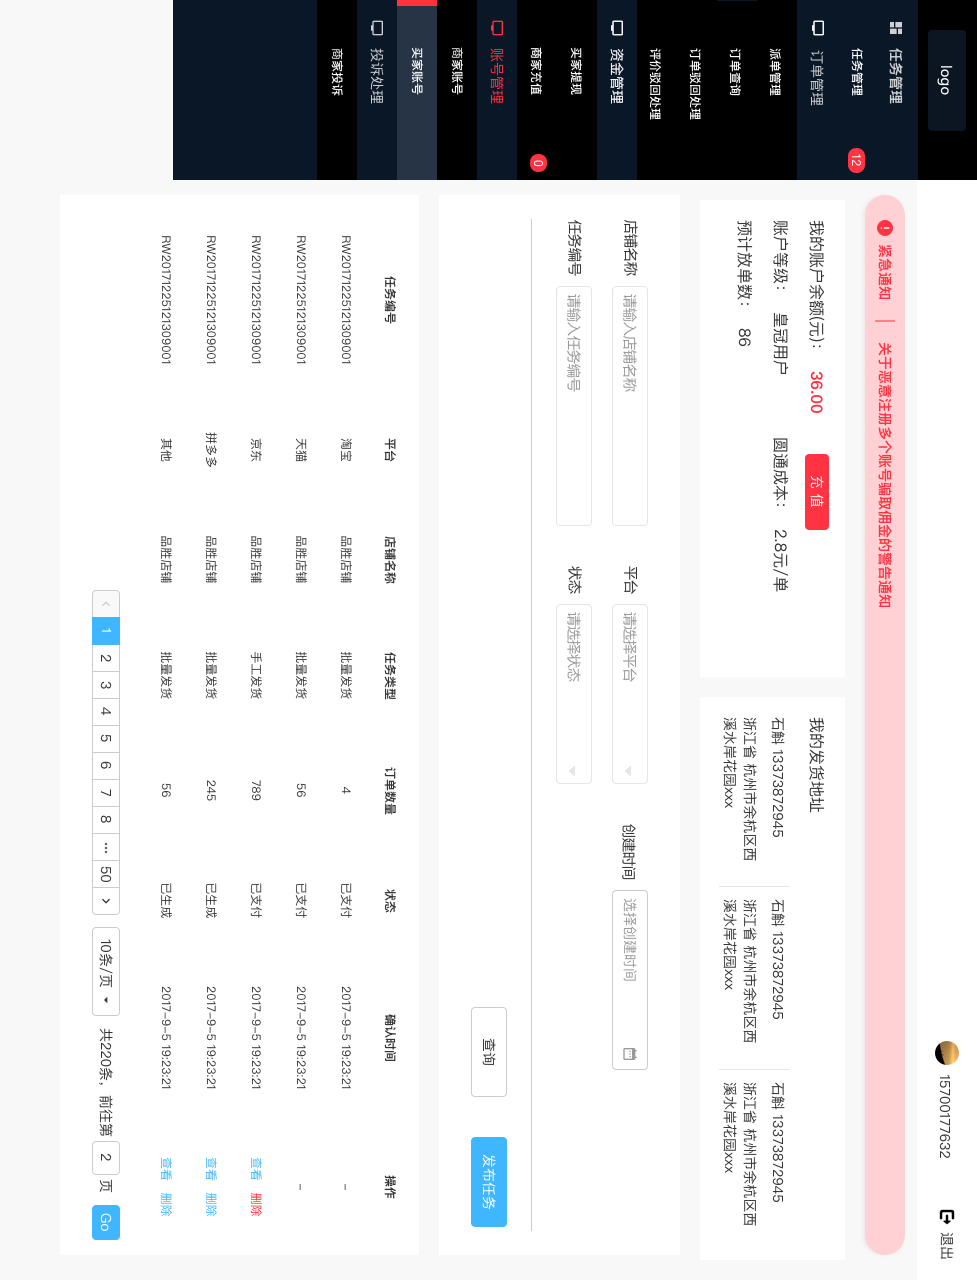 logo
15700177632
退出
任务管理
任务管理
12
订单管理
派单管理
订单查询
订单驳回处理
评价驳回处理
资金管理
买家提现
商家充值
0
账号管理
商家账号
买家账号
投诉处理
商家投诉
紧急通知 关于恶意注册多个账号骗取佣金的警告通知
我的账户余额(元)： 36.00 充 值
账户等级： 皇冠用户 圆通成本： 2.8元/单
预计放单数： 86
我的发货地址
石斛 13373872945
浙江省 杭州市余杭区西
溪水岸花园xxx
石斛 13373872945
浙江省 杭州市余杭区西
溪水岸花园xxx
石斛 13373872945
浙江省 杭州市余杭区西
溪水岸花园xxx
店铺名称 请输入店铺名称 平台 请选择平台 创建时间 选择创建时间
任务编号 请输入任务编号 状态 请选择状态
查询 发布任务
任务编号 平台 店铺名称 任务类型 订单数量 状态 确认时间 操作
RW2017122512130900​1 淘宝 品胜店铺 批量发货 4 已支付 2017-9-5 19:23:21 –
RW20171225121309001 天猫 品胜店铺 批量发货 56 已支付 2017-9-5 19:23:21 –
RW20171225121309001 京东 品胜店铺 手工发货 789 已支付 2017-9-5 19:23:21 查看 删除
RW20171225121309001 拼多多 品胜店铺 批量发货 245 已生成 2017-9-5 19:23:21 查看 删除
RW20171225121309001 其他 品胜店铺 批量发货 56 已生成 2017-9-5 19:23:21 查看 删除
< 1 2 3 4 5 6 7 8 ... 50 > 10条/页 共220条，前往第 2 页 Go